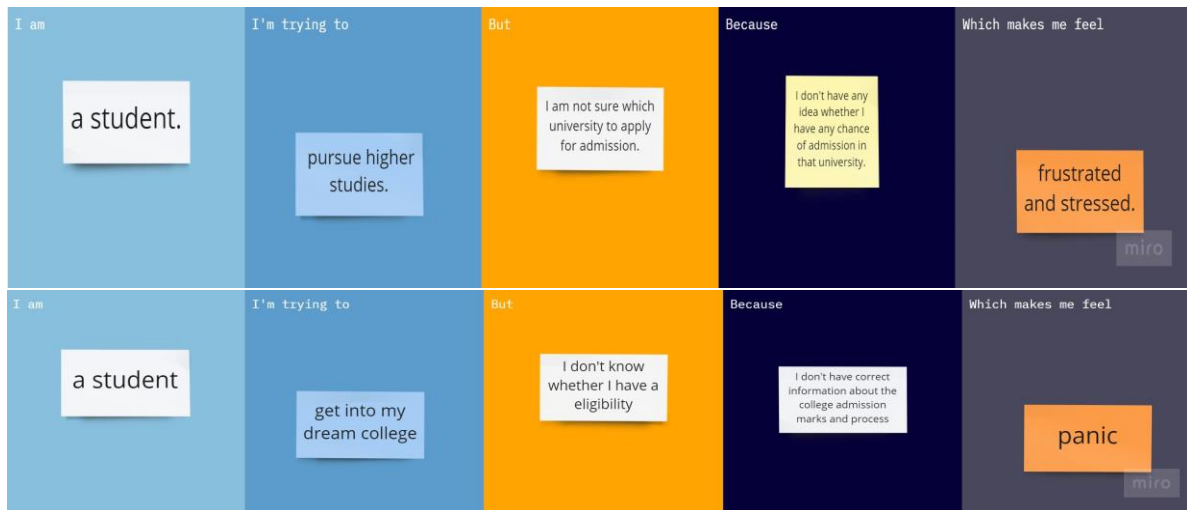 I am
I'm trying to
But
Because
Which makes me feel
a student.
pursue higher
studies.
I am not sure which
university to apply
for admission.
I don't have any
idea whether I
have any chance
of admission in
that university.
frustrated
and stressed.
miro
I am
I'm trying to
But
Because
Which makes me feel
a student
get into my
dream college
I don't know
whether I have a
eligibility
I don't have correct
information about the
college admission
marks and process
panic
miro